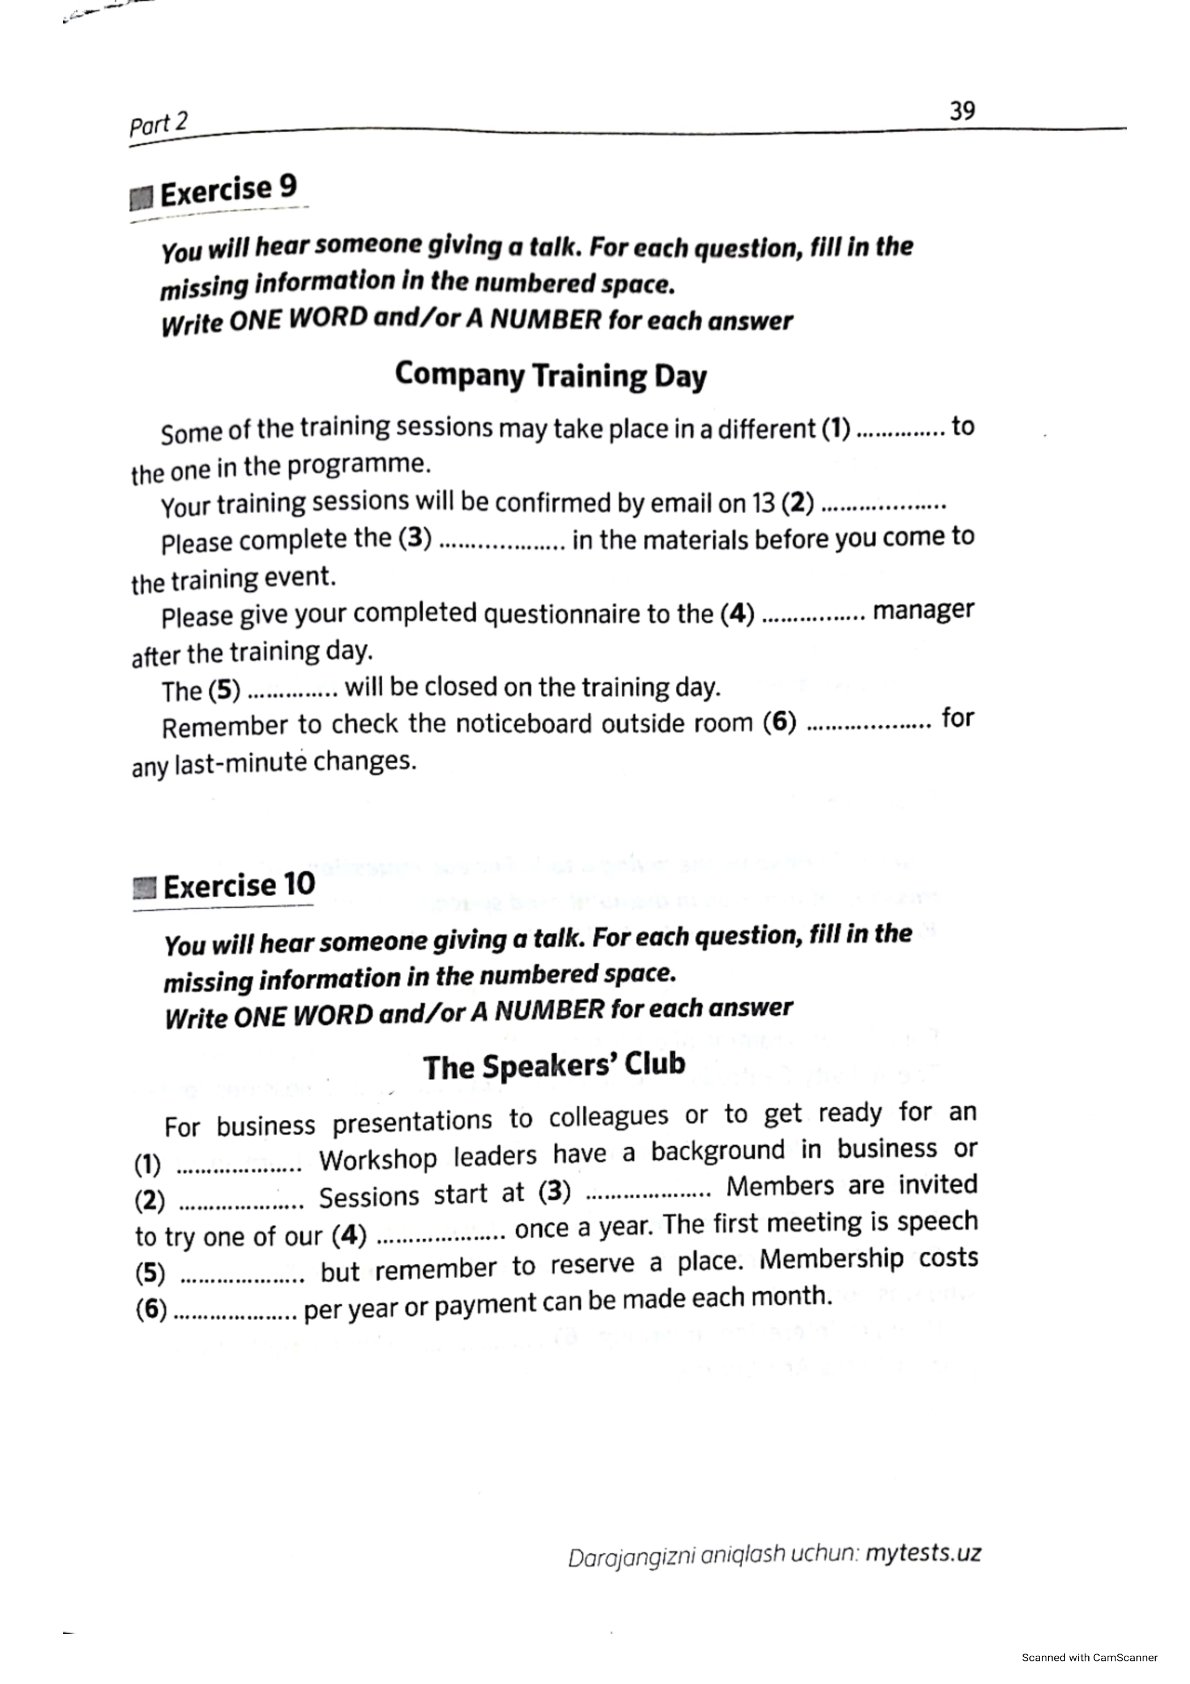 Part 2
39
Exercise 9
You will hear someone giving a talk. For each question, fill in the
missing information in the numbered space.
Write ONE WORD and/or A NUMBER for each answer
Company Training Day
Some of the training sessions may take place in a different (1) .............. to
the one in the programme.
Your training sessions will be confirmed by email on 13 (2) ....................
Please complete the (3) .................... in the materials before you come to
the training event.
Please give your completed questionnaire to the (4) ................ manager
after the training day.
The (5) .............. will be closed on the training day.
Remember to check the noticeboard outside room (6) .................... for
any last-minute changes.
Exercise 10
You will hear someone giving a talk. For each question, fill in the
missing information in the numbered space.
Write ONE WORD and/or A NUMBER for each answer
The Speakers' Club
For business presentations to colleagues or to get ready for an
(1) .................... Workshop leaders have a background in business or
(2) .................... Sessions start at (3) .................... Members are invited
to try one of our (4) .................... once a year. The first meeting is speech
(5) .................... but remember to reserve a place. Membership costs
(6) .................... per year or payment can be made each month.
Darajangizni aniqlash uchun: mytests.uz
Scanned with CamScanner